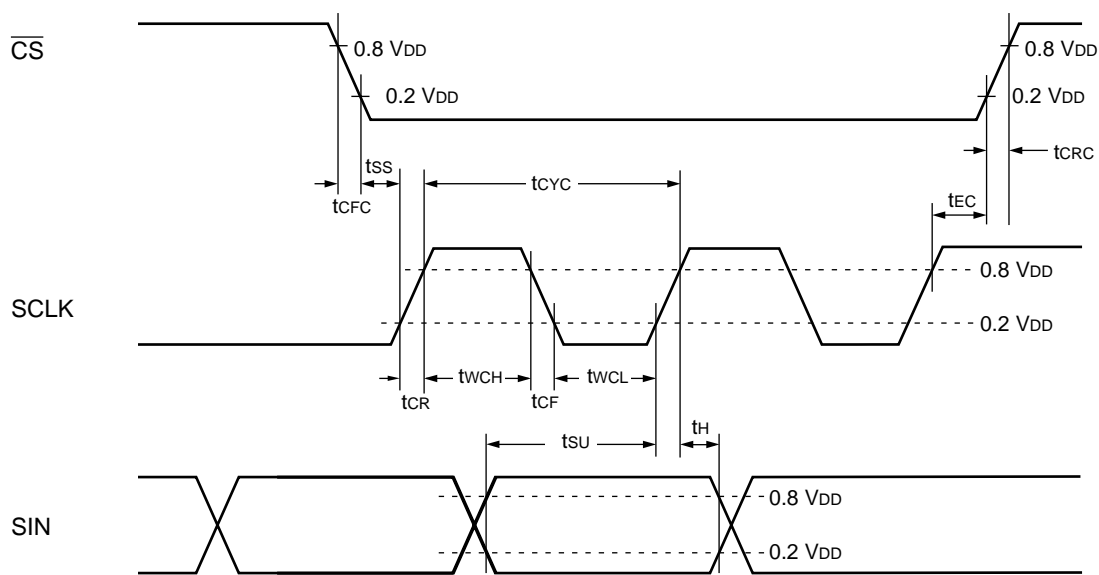 CS
0.8 VDD
0.8 VDD
0.2 VDD
0.2 VDD
tCRC
tSS
tCYC
tEC
tCFC
SCLK
0.8 VDD
0.2 VDD
tWCH
tWCL
tCR
tCF
tSU
tH
SIN
0.8 VDD
0.2 VDD